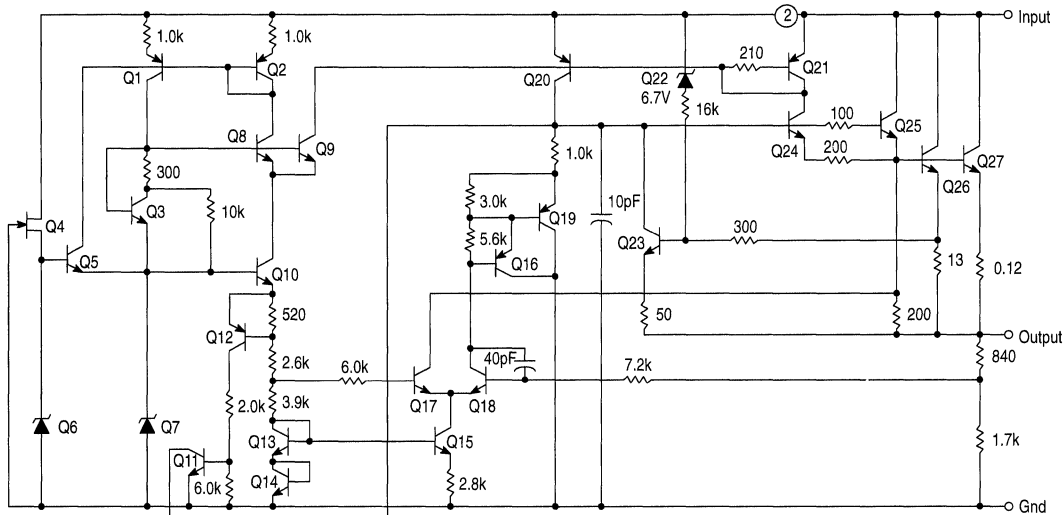 2
Input
1.0k
1.0k
210
Q1
Q2
Q20
Q22
6.7V
Q21
16k
Q8
Q9
100
Q25
Q24
200
Q26
Q27
300
1.0k
Q3
10k
3.0k
Q19
10pF
Q4
Q5
5.6k
Q16
Q23
300
13
0.12
Q10
520
50
200
Output
Q12
2.6k
40pF
840
6.0k
7.2k
Q17
Q18
2.0k
3.9k
Q6
Q7
Q13
Q15
1.7k
Q11
Q14
6.0k
2.8k
Gnd